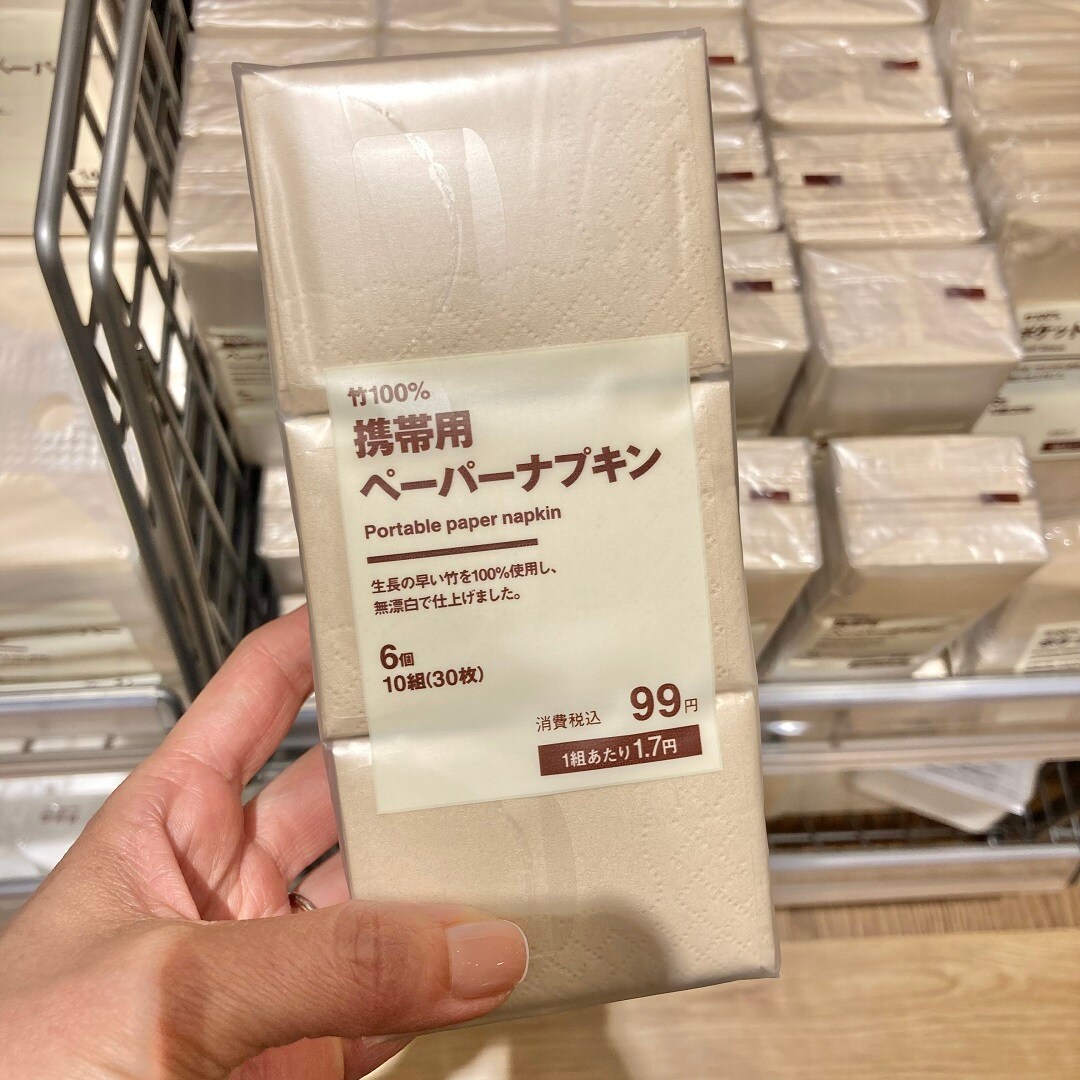 竹100%
携帯用
ペーパーナプキン
Portable paper napkin
生長の早い竹を100%使用し、
無漂白で仕上げました。
6個
10組(30枚)
消費税込 99円
1組あたり1.7円